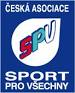 ČESKÁ ASOCIACE
SPV
SPORT
PRO VŠECHNY